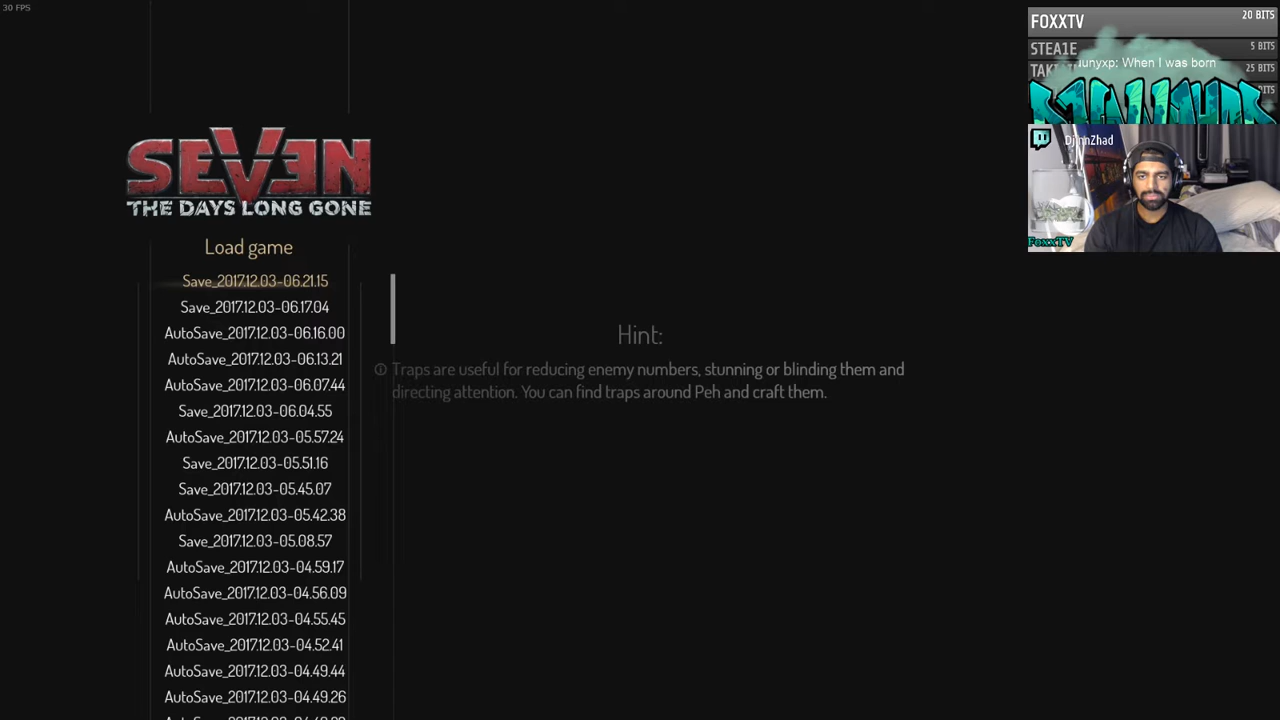 30 FPS
SEVEN
THE DAYS LONG GONE
Load game
Save_2017.12.03-06.21.15
Save_2017.12.03-06.17.04
AutoSave_2017.12.03-06.16.00
AutoSave_2017.12.03-06.13.21
AutoSave_2017.12.03-06.07.44
Save_2017.12.03-06.04.55
AutoSave_2017.12.03-05.57.24
Save_2017.12.03-05.51.16
Save_2017.12.03-05.45.07
AutoSave_2017.12.03-05.42.38
Save_2017.12.03-05.08.57
AutoSave_2017.12.03-04.59.17
AutoSave_2017.12.03-04.56.09
AutoSave_2017.12.03-04.55.45
AutoSave_2017.12.03-04.52.41
AutoSave_2017.12.03-04.49.44
AutoSave_2017.12.03-04.49.26
Hint:
Traps are useful for reducing enemy numbers, stunning or blinding them and
directing attention. You can find traps around Peh and craft them.
FOXXTV 20 BITS
STEA1E 5 BITS
25 BITS
When I was born
FoxxTV